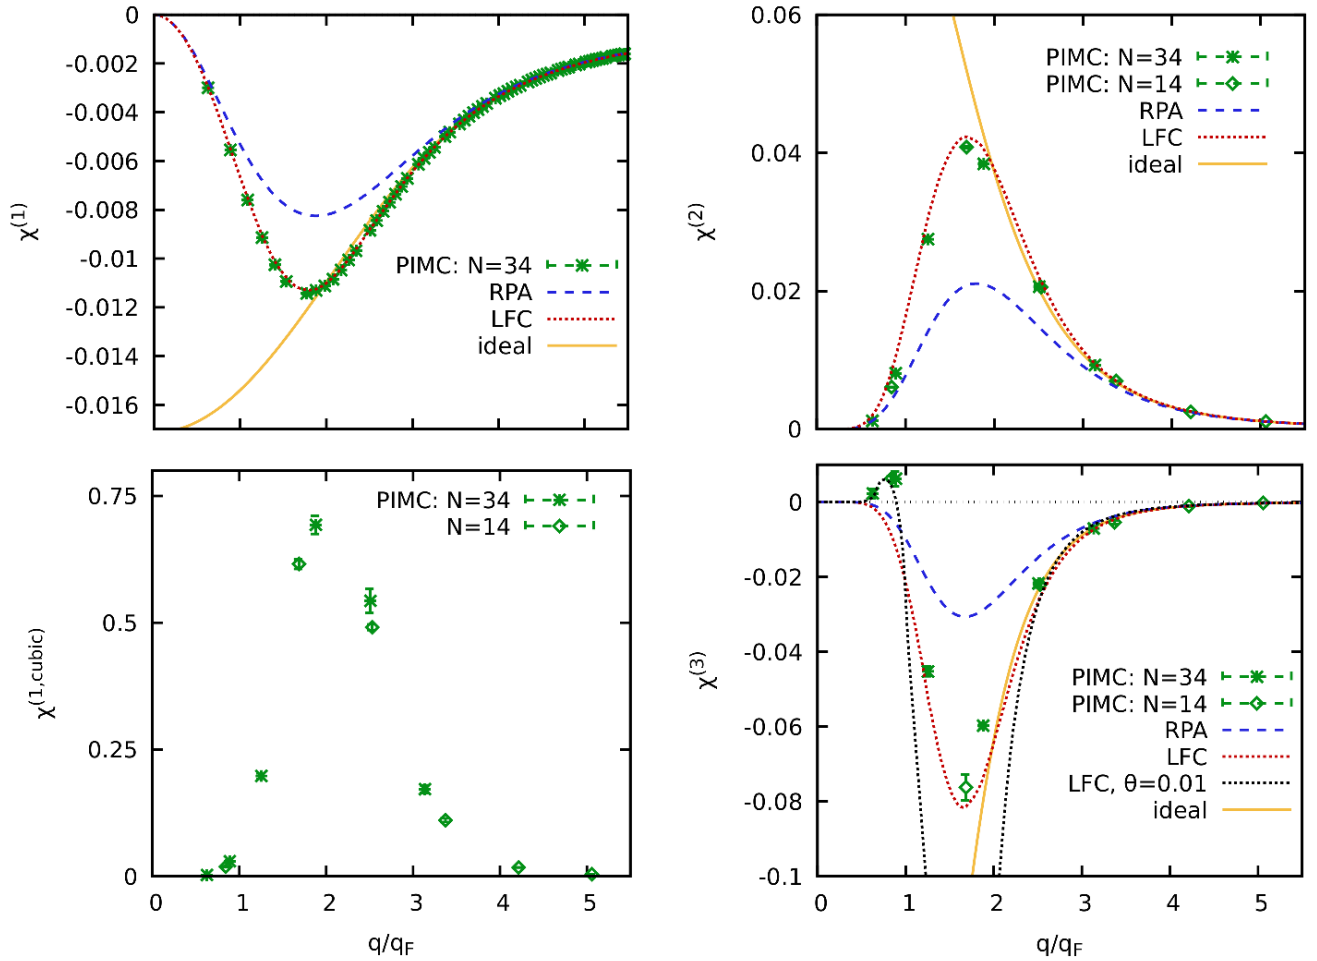 0
-0.002
-0.004
-0.006
-0.008
-0.01
-0.012
-0.014
-0.016
χ(1)
PIMC: N=34
RPA
LFC
ideal
0.06
0.04
0.02
0
χ(2)
PIMC: N=34
PIMC: N=14
RPA
LFC
ideal
0.75
0.5
0.25
0
χ(1,cubic)
PIMC: N=34
N=14
0 1 2 3 4 5
q/qF
0
-0.02
-0.04
-0.06
-0.08
-0.1
χ(3)
PIMC: N=34
PIMC: N=14
RPA
LFC
LFC, θ=0.01
ideal
0 1 2 3 4 5
q/qF